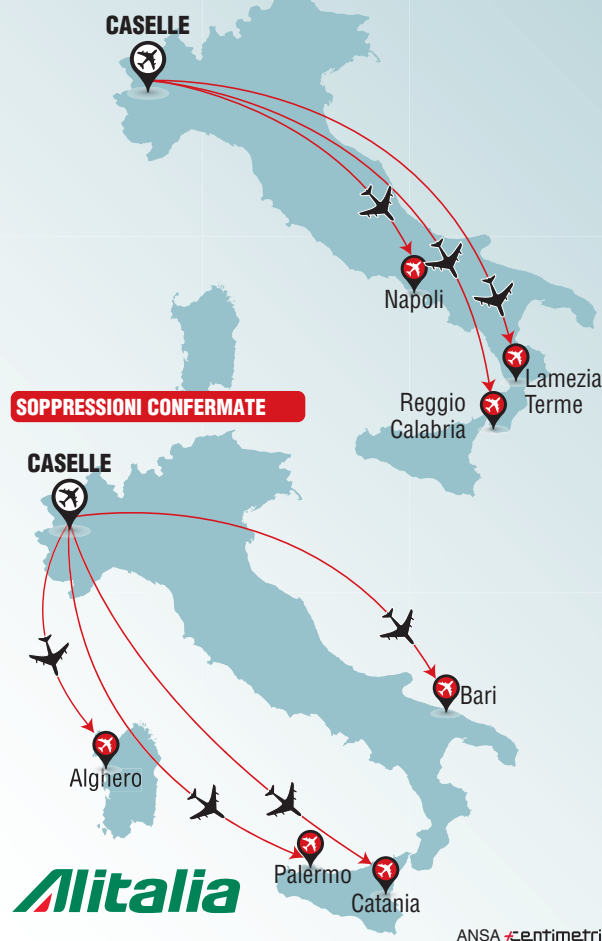 CASELLE
Napoli
Lamezia
Terme
Reggio
Calabria
SOPPRESSIONI CONFERMATE
CASELLE
Bari
Alghero
Palermo
Catania
Alitalia
ANSA centimetri